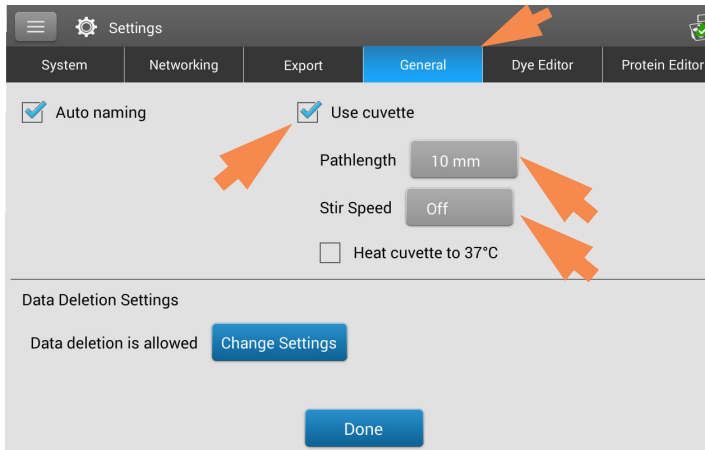 Settings
System Networking Export General Dye Editor Protein Editor
Auto naming Use cuvette
Pathlength 10 mm
Stir Speed Off
Heat cuvette to 37°C
Data Deletion Settings
Data deletion is allowed Change Settings
Done